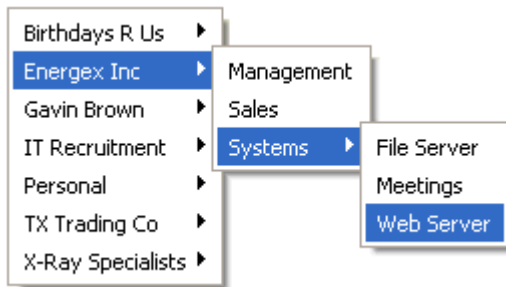 Birthdays R Us
Energex Inc
Gavin Brown
IT Recruitment
Personal
TX Trading Co
X-Ray Specialists
Management
Sales
Systems
File Server
Meetings
Web Server